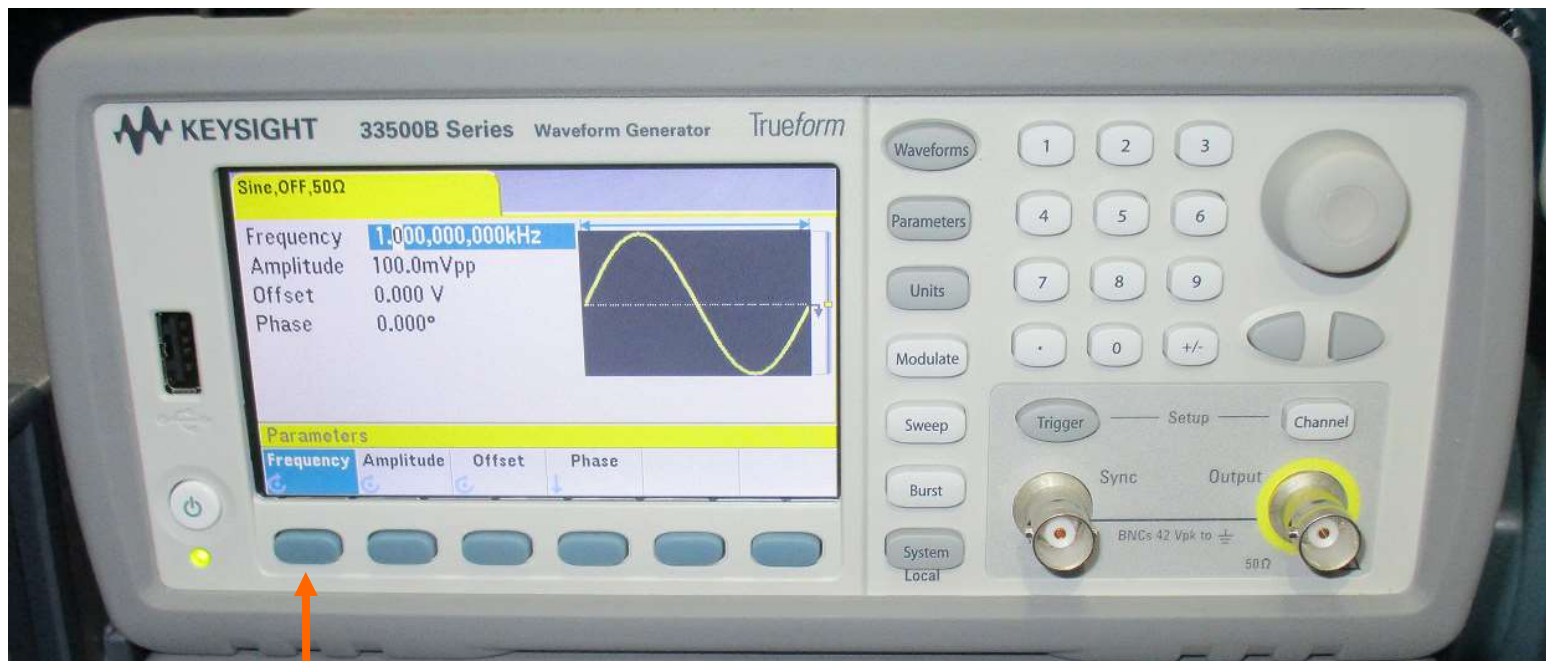 KEYSIGHT 33500B Series Waveform Generator Trueform
Sine,OFF,50Ω
Frequency 1.000,000,000kHz
Amplitude 100.0mVpp
Offset 0.000 V
Phase 0.000°
Parameters
Frequency Amplitude Offset Phase
Waveforms
Parameters
Units
Modulate
Sweep
Burst
System
Local
1 2 3
4 5 6
7 8 9
. 0 +/-
Trigger Setup Channel
Sync Output
BNCs 42 Vpk to
50Ω